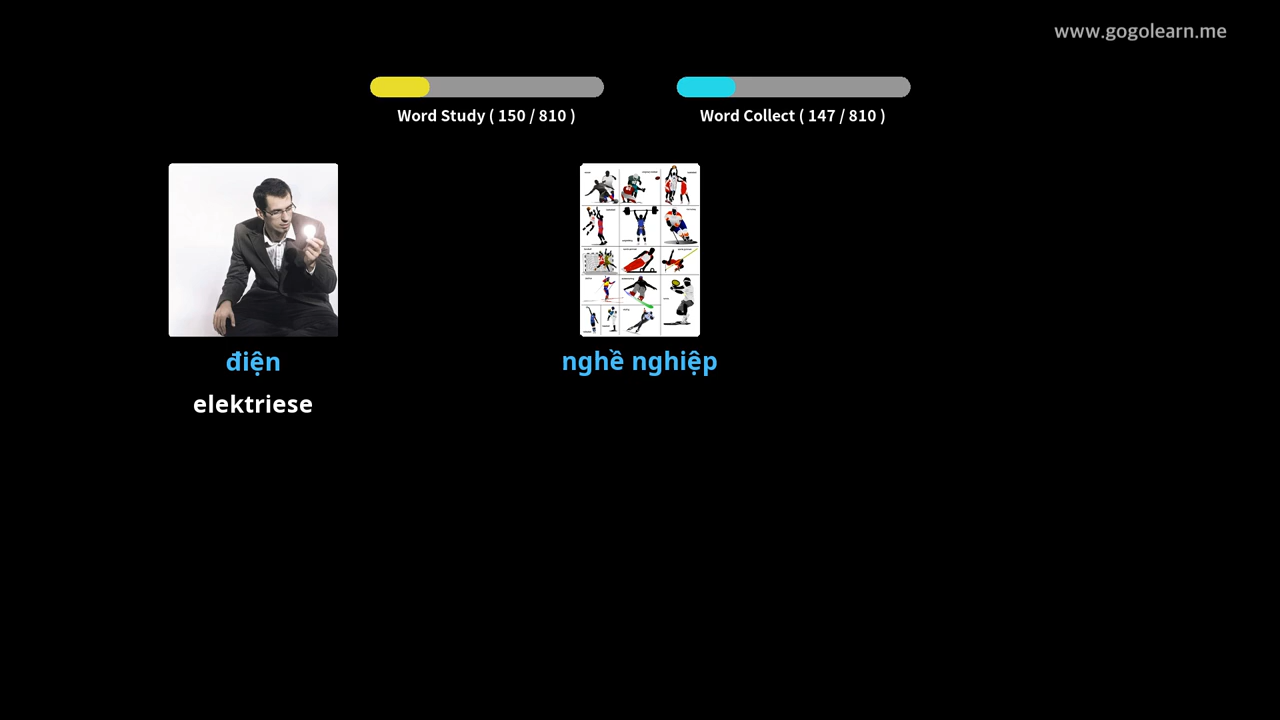 www.gogolearn.me
Word Study ( 150 / 810 )
Word Collect ( 147 / 810 )
điện
nghề nghiệp
elektriese